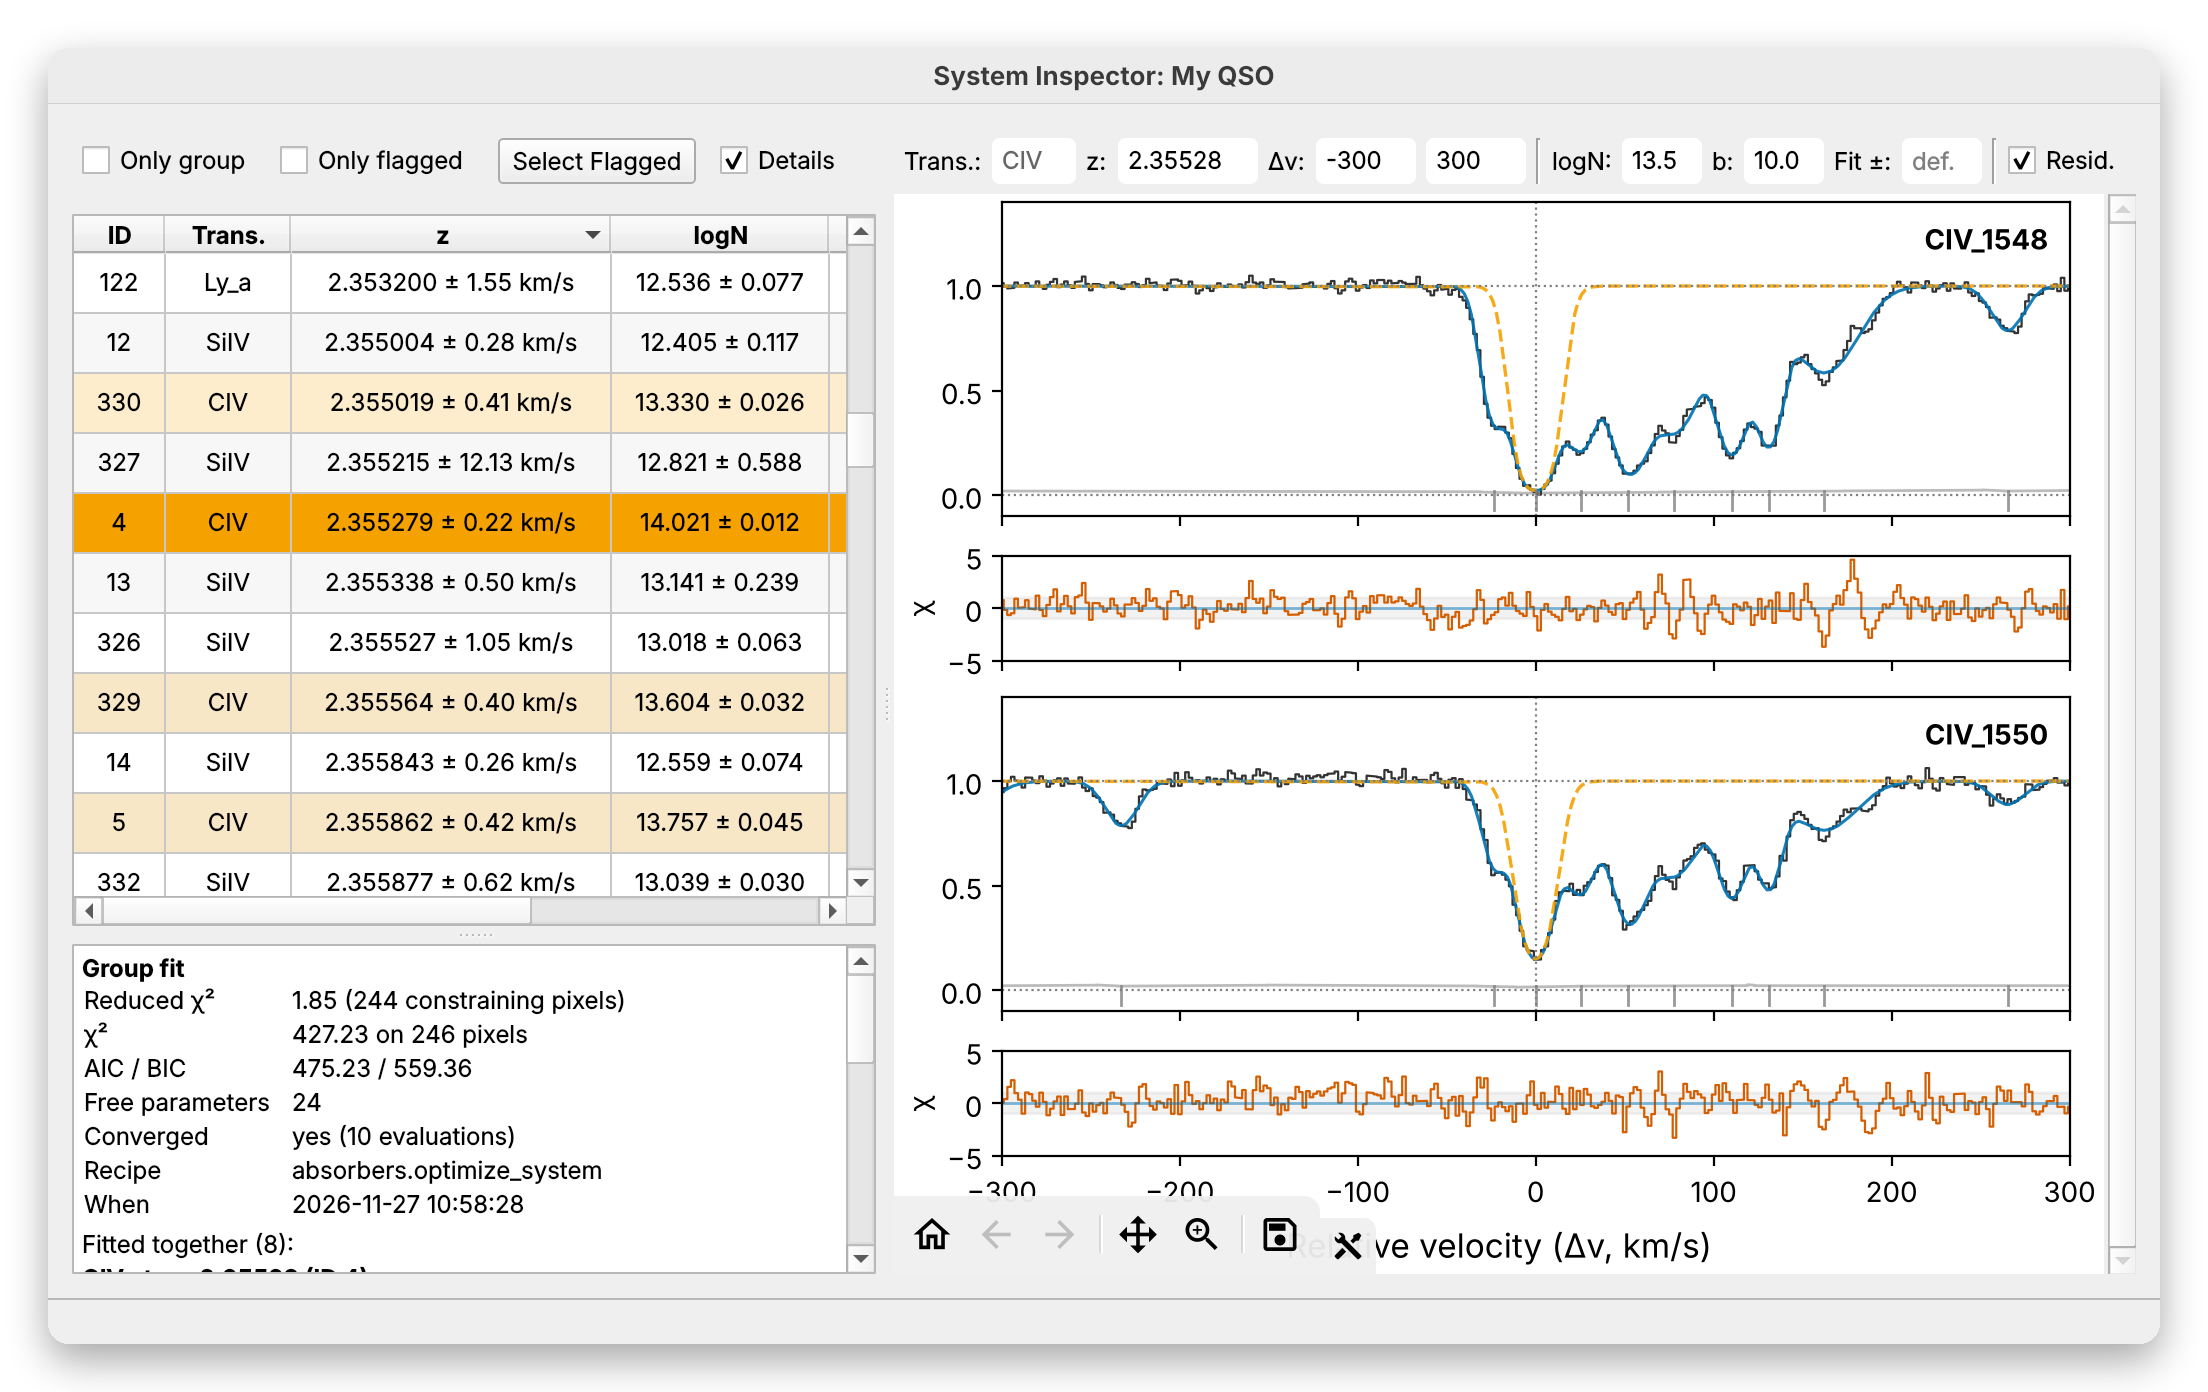 System Inspector: My QSO
Only group Only flagged Select Flagged Details
Trans.: CIV z: 2.35528 Δv: -300 300 logN: 13.5 b: 10.0 Fit ±: def. Resid.
ID Trans. z logN
122 Ly_a 2.353200 ± 1.55 km/s 12.536 ± 0.077
12 SiIV 2.355004 ± 0.28 km/s 12.405 ± 0.117
330 CIV 2.355019 ± 0.41 km/s 13.330 ± 0.026
327 SiIV 2.355215 ± 12.13 km/s 12.821 ± 0.588
4 CIV 2.355279 ± 0.22 km/s 14.021 ± 0.012
13 SiIV 2.355338 ± 0.50 km/s 13.141 ± 0.239
326 SiIV 2.355527 ± 1.05 km/s 13.018 ± 0.063
329 CIV 2.355564 ± 0.40 km/s 13.604 ± 0.032
14 SiIV 2.355843 ± 0.26 km/s 12.559 ± 0.074
5 CIV 2.355862 ± 0.42 km/s 13.757 ± 0.045
332 SiIV 2.355877 ± 0.62 km/s 13.039 ± 0.030
Group fit
Reduced χ² 1.85 (244 constraining pixels)
χ² 427.23 on 246 pixels
AIC / BIC 475.23 / 559.36
Free parameters 24
Converged yes (10 evaluations)
Recipe absorbers.optimize_system
When 2026-11-27 10:58:28
Fitted together (8):
CIV_1548
1.0
0.5
0.0
5
χ 0
−5
CIV_1550
1.0
0.5
0.0
5
χ 0
−5
−300 −200 −100 0 100 200 300
velocity (Δv, km/s)